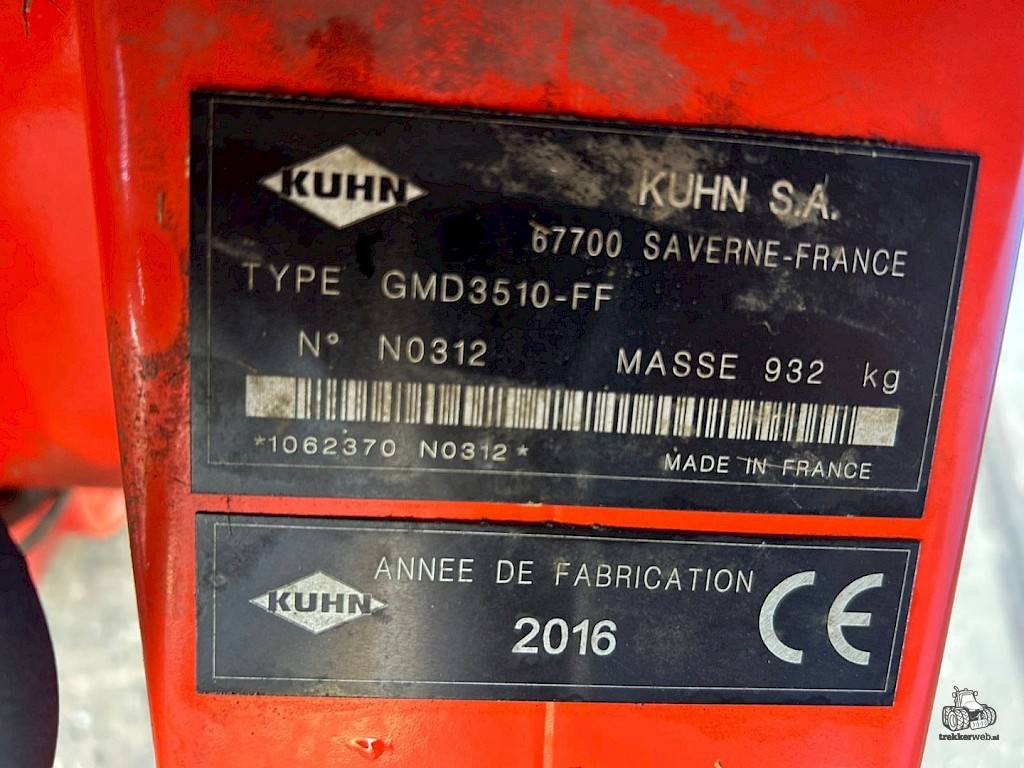 KUHN
KUHN S.A.
67700 SAVERNE-FRANCE
TYPE GMD3510-FF
N° N0312 MASSE 932 kg
*1062370 N0312*
MADE IN FRANCE
KUHN
ANNEE DE FABRICATION
2016
CE
trekkerweb.nl